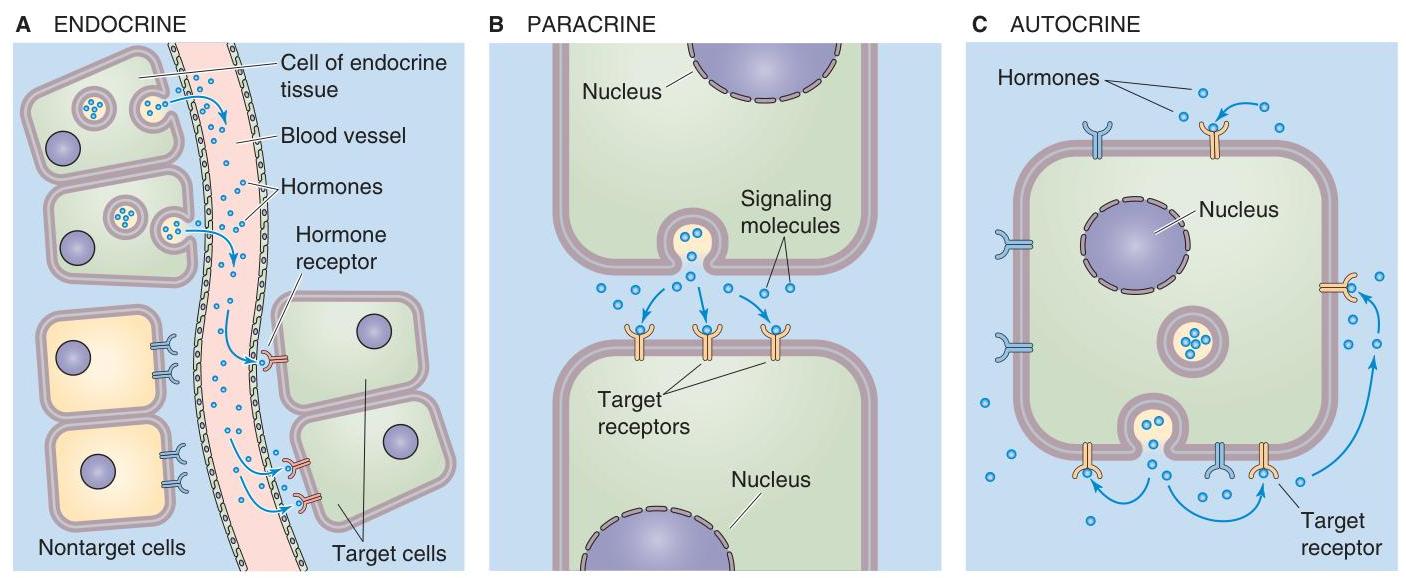 A ENDOCRINE
Cell of endocrine
tissue
Blood vessel
Hormones
Hormone
receptor
Nontarget cells
Target cells
B PARACRINE
Nucleus
Signaling
molecules
Target
receptors
Nucleus
C AUTOCRINE
Hormones
Nucleus
Target
receptor